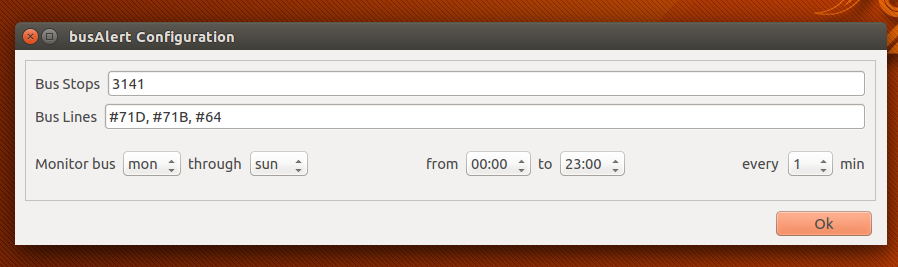 busAlert Configuration
Bus Stops 3141
Bus Lines #71D, #71B, #64
Monitor bus mon through sun from 00:00 to 23:00 every 1 min
Ok